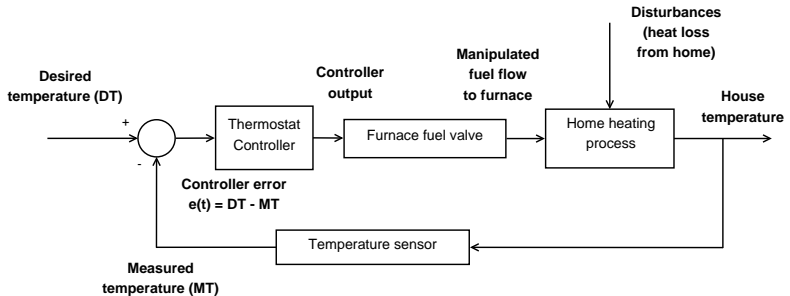 Disturbances
(heat loss
from home)
Desired
temperature (DT)
Controller
output
Manipulated
fuel flow
to furnace
House
temperature
+
-
Thermostat
Controller
Furnace fuel valve
Home heating
process
Controller error
e(t) = DT - MT
Temperature sensor
Measured
temperature (MT)